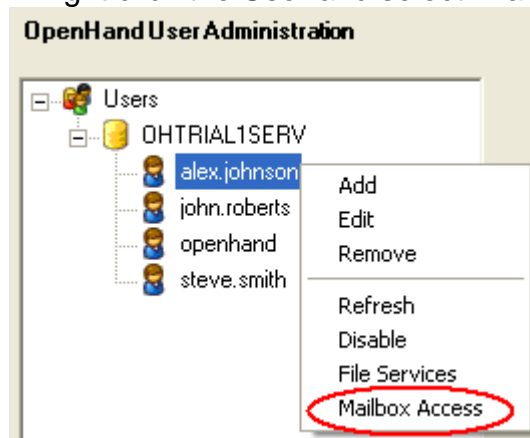 OpenHand User Administration
Users
OHTRIAL1SERV
alex.johnson
john.roberts
openhand
steve.smith
Add
Edit
Remove
Refresh
Disable
File Services
Mailbox Access